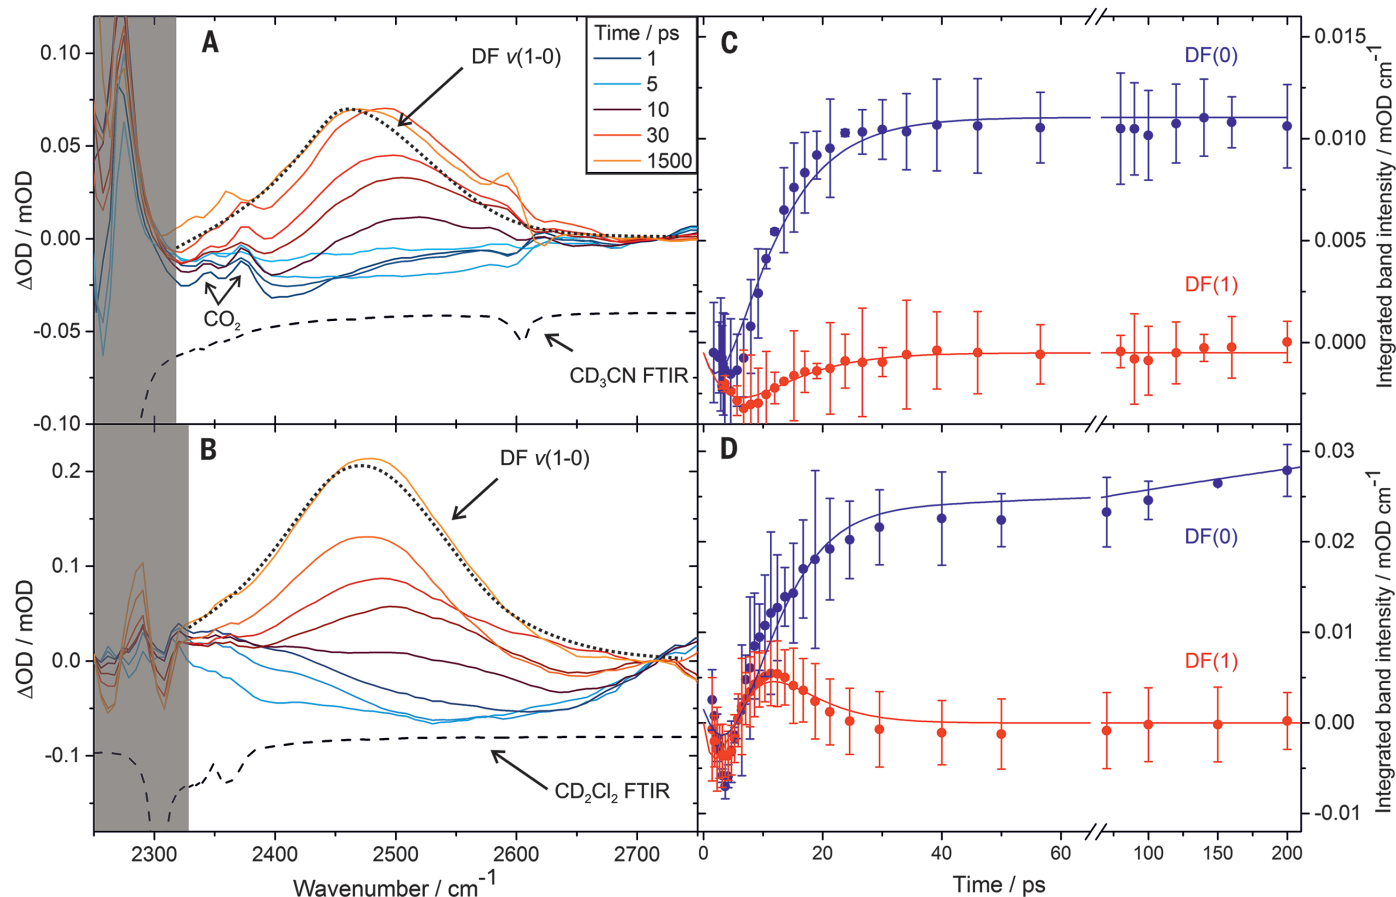 A
DF v(1-0)
Time / ps
1
5
10
30
1500
CO2
CD3CN FTIR
0.10
0.05
0.00
-0.05
-0.10
ΔOD / mOD
B
DF v(1-0)
CD2Cl2 FTIR
0.2
0.1
0.0
-0.1
ΔOD / mOD
2300
2400
2500
2600
2700
Wavenumber / cm-1
C
DF(0)
DF(1)
0.015
0.010
0.005
0.000
Integrated band intensity / mOD cm-1
D
DF(0)
DF(1)
0.03
0.02
0.01
0.00
-0.01
Integrated band intensity / mOD cm-1
0
20
40
60
100
150
200
Time / ps